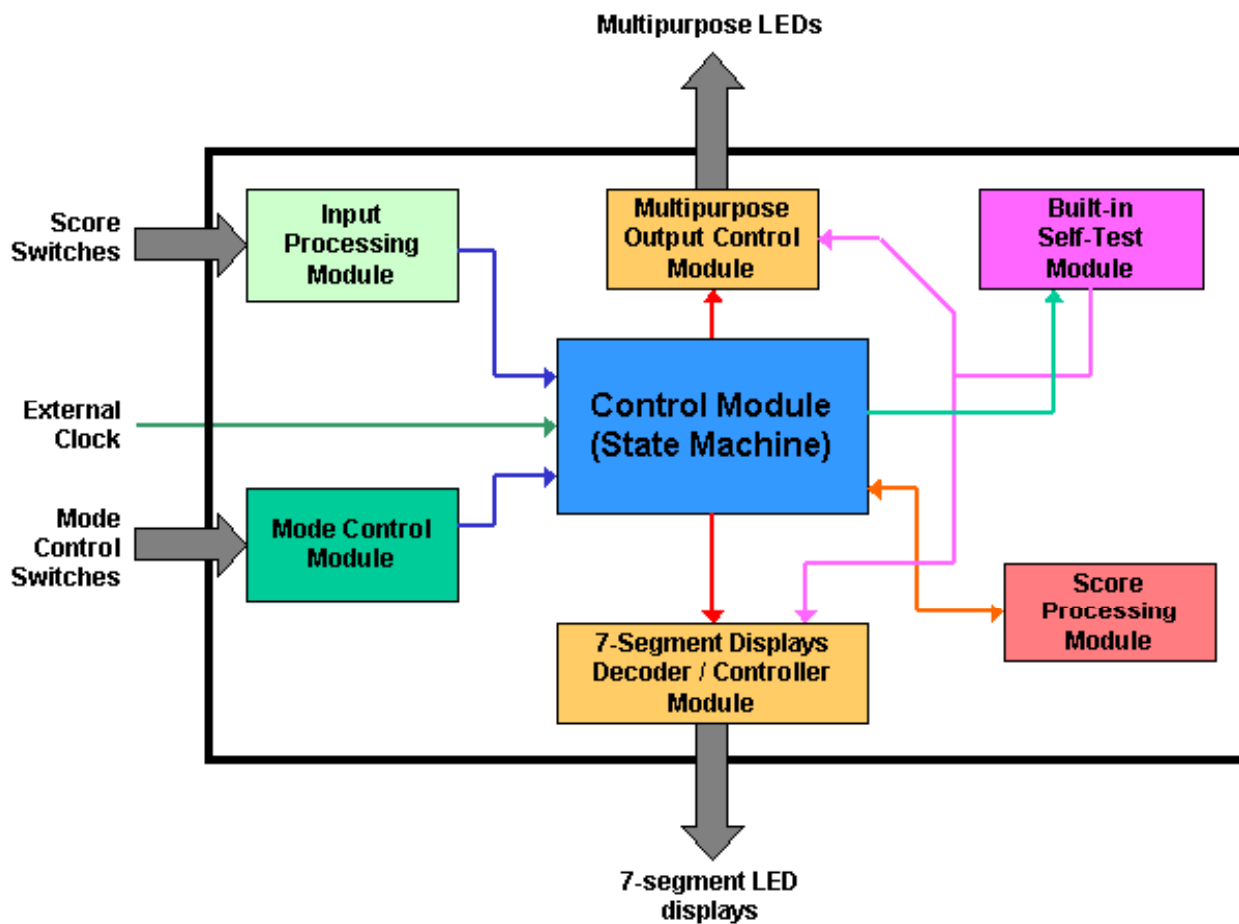 Multipurpose LEDs
Score
Switches
Input
Processing
Module
Multipurpose
Output Control
Module
Built-in
Self-Test
Module
External
Clock
Control Module
(State Machine)
Mode
Control
Switches
Mode Control
Module
Score
Processing
Module
7-Segment Displays
Decoder / Controller
Module
7-segment LED
displays